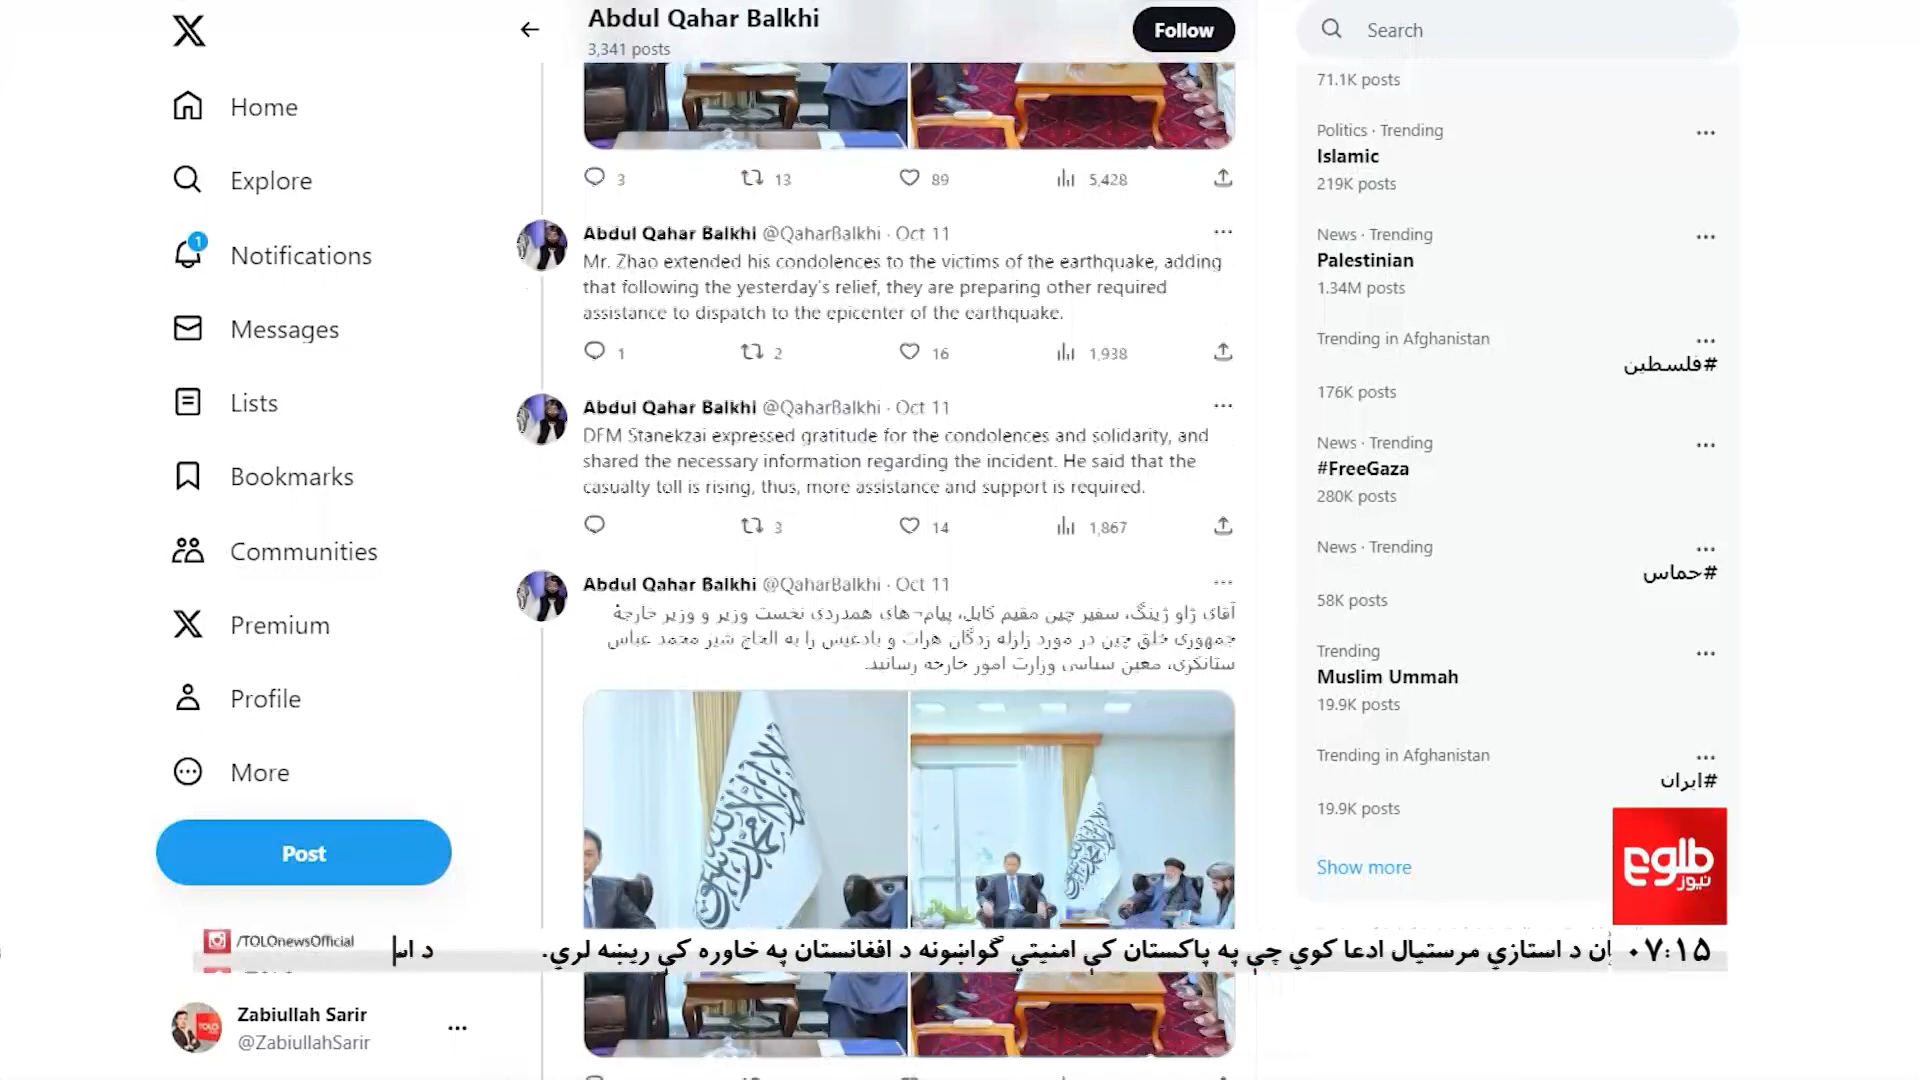 Home
Explore
1
Notifications
Messages
Lists
Bookmarks
Communities
Premium
Profile
More
Post
/TOLOnewsOfficial
Zabiullah Sarir
@ZabiullahSarir
Abdul Qahar Balkhi
3,341 posts
Follow
3 13 89 5,428
Abdul Qahar Balkhi @QaharBalkhi · Oct 11
Mr. Zhao extended his condolences to the victims of the earthquake, adding
that following the yesterday's relief, they are preparing other required
assistance to dispatch to the epicenter of the earthquake.
1 2 16 1,938
Abdul Qahar Balkhi @QaharBalkhi · Oct 11
DFM Stanekzai expressed gratitude for the condolences and solidarity, and
shared the necessary information regarding the incident. He said that the
casualty toll is rising, thus, more assistance and support is required.
3 14 1,867
Abdul Qahar Balkhi @QaharBalkhi · Oct 11
آقای ژاو ژینگ، سفیر چین مقیم کابل، پیام‌های همدردی نخست وزیر و وزیر خارجۀ
جمهوری خلق چین در مورد زلزله زدگان هرات و بادغیس را به الحاج شیر محمد عباس
ستانکزی، معین سیاسی وزارت امور خارجه رسانید.
Search
71.1K posts
Politics · Trending
Islamic
219K posts
News · Trending
Palestinian
1.34M posts
Trending in Afghanistan
#فلسطين
176K posts
News · Trending
#FreeGaza
280K posts
News · Trending
#حماس
58K posts
Trending
Muslim Ummah
19.9K posts
Trending in Afghanistan
#ایران
19.9K posts
Show more
طلوع
نیوز
۰۷:۱۵
د استازي مرستیال ادعا کوي چې په پاکستان کې امنیتي ګواښونه د افغانستان په خاوره کې ریښه لري.